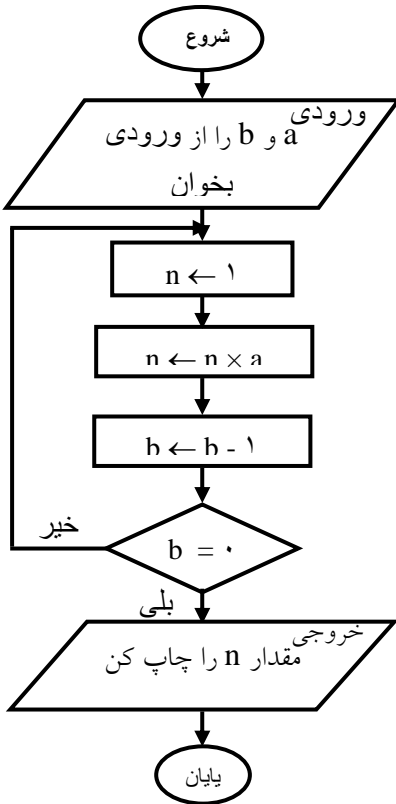 شروع
ورودی
a و b را از ورودی
بخوان
n ← ۱
n ← n × a
b ← b - ۱
b = ۰
خیر
بلی
خروجی
مقدار n را چاپ کن
پایان